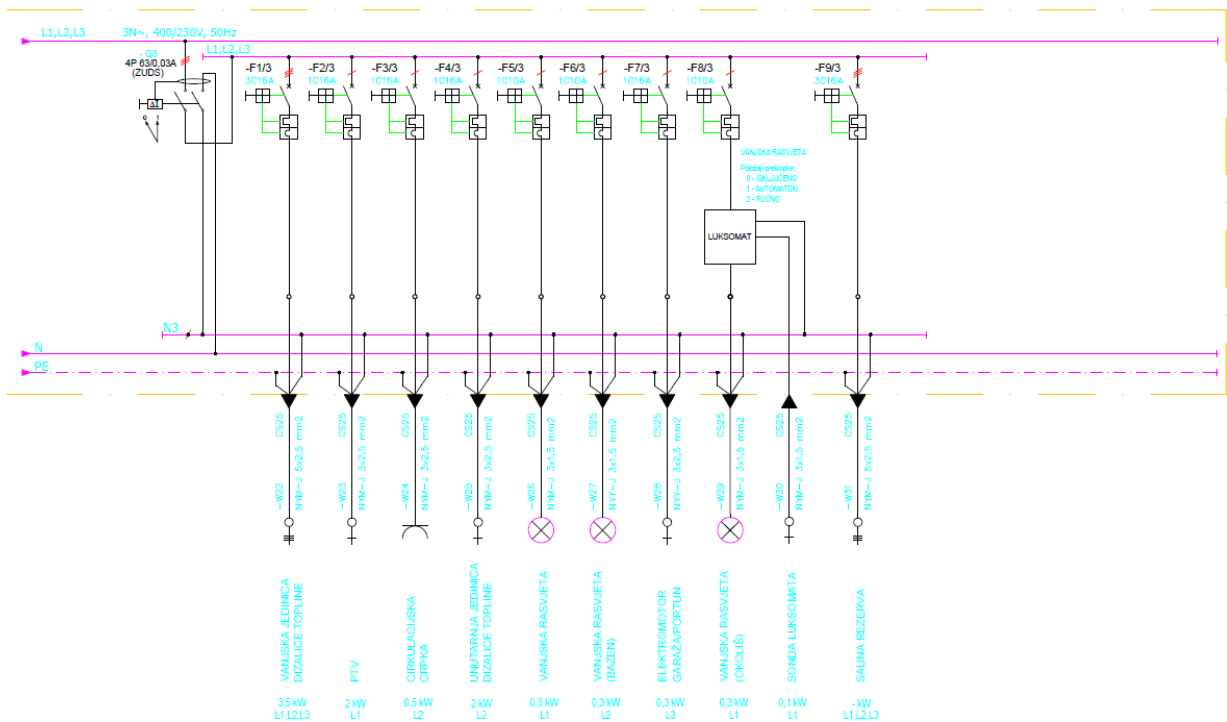 L1,L2,L3 3N~, 400/230V, 50Hz
- Q3
4P 63/0,03A
(ZUDS)
L1,L2,L3
ΔI
0 1
-F1/3
3C16A
-F2/3
1C16A
-F3/3
1C16A
-F4/3
1C16A
-F5/3
1C10A
-F6/3
1C10A
-F7/3
1C16A
-F8/3
1C10A
-F9/3
3C16A
VANJSKA RASVJETA
Položaji preklopke:
0 - ISKLJUČENO
1 - AUTOMATSKI
2 - RUČNO
LUKSOMAT
N3
N
PE
-W22 CS25
NYM-J 5x2,5 mm2
-W23 CS25
NYM-J 3x2,5 mm2
-W24 CS25
NYM-J 3x2,5 mm2
-W25 CS25
NYM-J 3x2,5 mm2
-W26 CS25
NYM-J 3x1,5 mm2
-W27 CS25
NYY-J 3x1,5 mm2
-W28 CS25
NYY-J 3x2,5 mm2
-W29 CS25
NYM-J 3x1,5 mm2
-W30 CS25
NYM-J 3x1,5 mm2
-W31 CS25
NYM-J 5x2,5 mm2
VANJSKA JEDINICA
DIZALICE TOPLINE
3,5 kW
L1,L2,L3
PTV
2 kW
L1
CIRKULACIJSKA
CRPKA
0,5 kW
L2
UNUTARNJA JEDINICA
DIZALICE TOPLINE
2 kW
L2
VANJSKA RASVJETA
0,3 kW
L1
VANJSKA RASVJETA
(BAZEN)
0,3 kW
L2
ELEKTROMOTOR
GARAŽA/PORTUN
0,3 kW
L3
VANJSKA RASVJETA
(OKOLIŠ)
0,3 kW
L1
SONDA LUKSOMATA
0,1 kW
L1
SAUNA REZERVA
- kW
L1,L2,L3